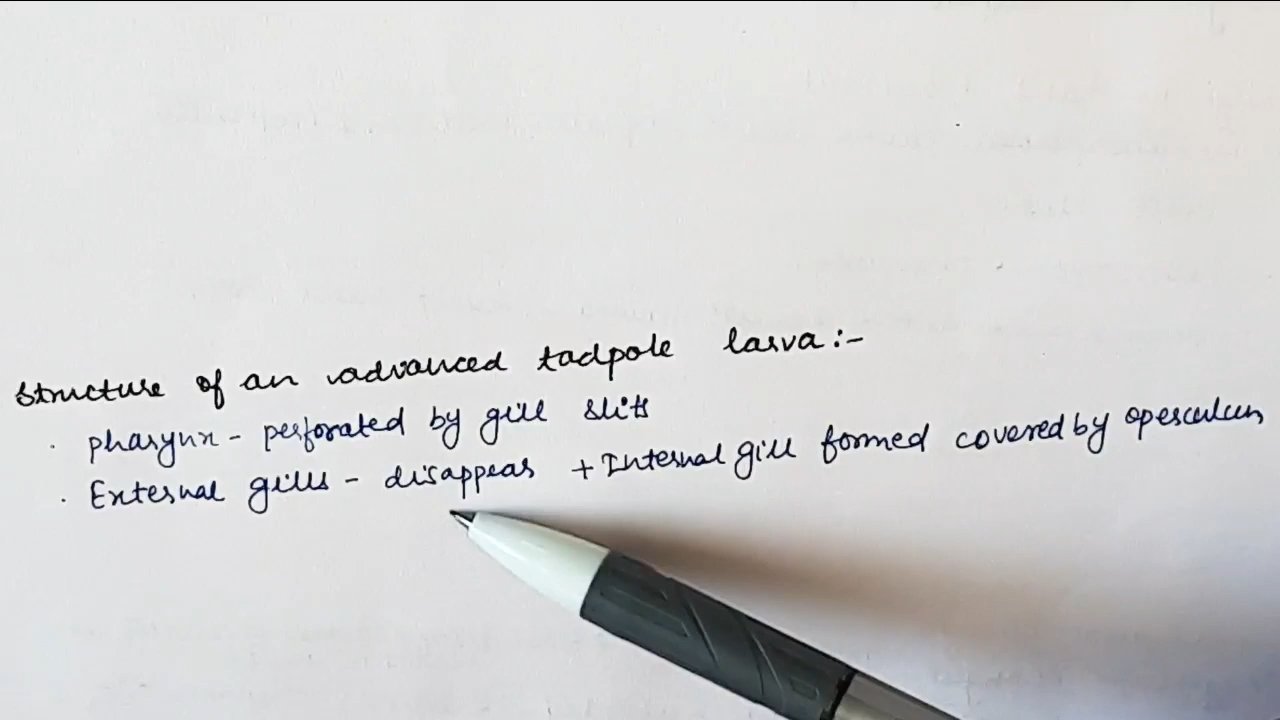 Structure of an advanced tadpole larva:-
· pharynx - perforated by gill slits
· External gills - disappear + Internal gill formed covered by operculum